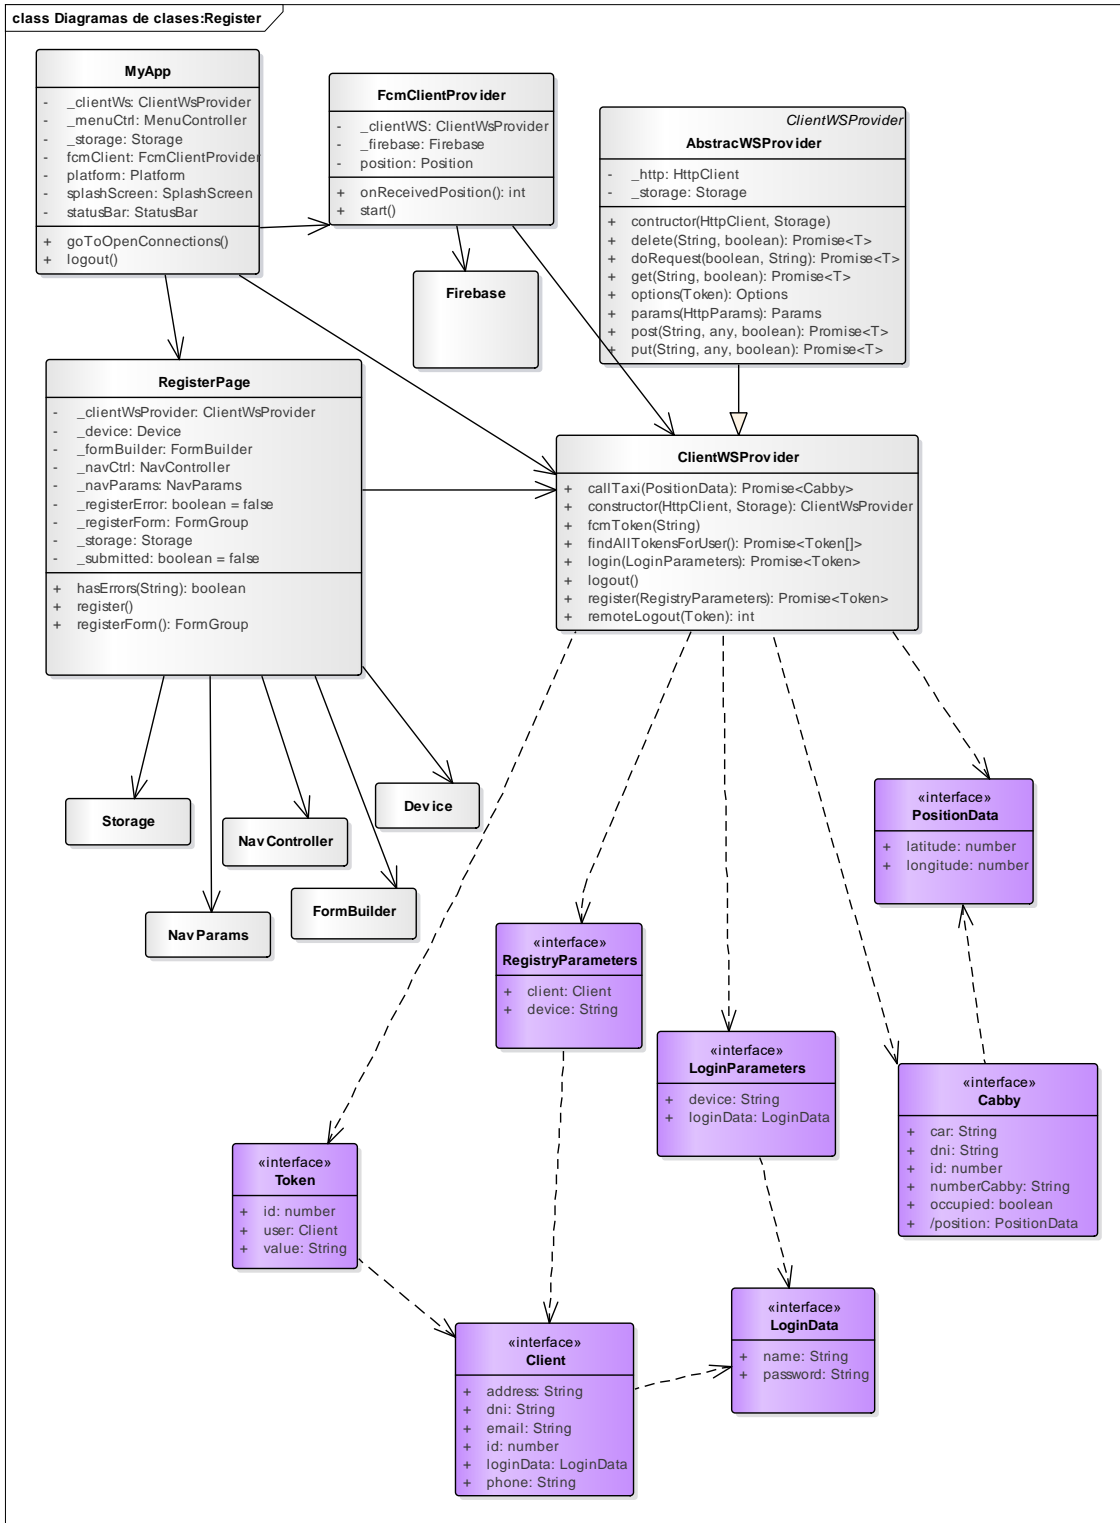 class Diagramas de clases:Register
MyApp
- _clientWs: ClientWsProvider
- _menuCtrl: MenuController
- _storage: Storage
- fcmClient: FcmClientProvider
- platform: Platform
- splashScreen: SplashScreen
- statusBar: StatusBar
+ goToOpenConnections()
+ logout()
FcmClientProvider
- _clientWS: ClientWsProvider
- _firebase: Firebase
- position: Position
+ onReceivedPosition(): int
+ start()
ClientWSProvider
AbstracWSProvider
- _http: HttpClient
- _storage: Storage
+ contructor(HttpClient, Storage)
+ delete(String, boolean): Promise<T>
+ doRequest(boolean, String): Promise<T>
+ get(String, boolean): Promise<T>
+ options(Token): Options
+ params(HttpParams): Params
+ post(String, any, boolean): Promise<T>
+ put(String, any, boolean): Promise<T>
Firebase
RegisterPage
- _clientWsProvider: ClientWsProvider
- _device: Device
- _formBuilder: FormBuilder
- _navCtrl: NavController
- _navParams: NavParams
- _registerError: boolean = false
- _registerForm: FormGroup
- _storage: Storage
- _submitted: boolean = false
+ hasErrors(String): boolean
+ register()
+ registerForm(): FormGroup
ClientWSProvider
+ callTaxi(PositionData): Promise<Cabby>
+ constructor(HttpClient, Storage): ClientWsProvider
+ fcmToken(String)
+ findAllTokensForUser(): Promise<Token[]>
+ login(LoginParameters): Promise<Token>
+ logout()
+ register(RegistryParameters): Promise<Token>
+ remoteLogout(Token): int
Storage
NavController
Device
FormBuilder
NavParams
«interface»
PositionData
+ latitude: number
+ longitude: number
«interface»
RegistryParameters
+ client: Client
+ device: String
«interface»
LoginParameters
+ device: String
+ loginData: LoginData
«interface»
Cabby
+ car: String
+ dni: String
+ id: number
+ numberCabby: String
+ occupied: boolean
+ /position: PositionData
«interface»
Token
+ id: number
+ user: Client
+ value: String
«interface»
LoginData
+ name: String
+ password: String
«interface»
Client
+ address: String
+ dni: String
+ email: String
+ id: number
+ loginData: LoginData
+ phone: String